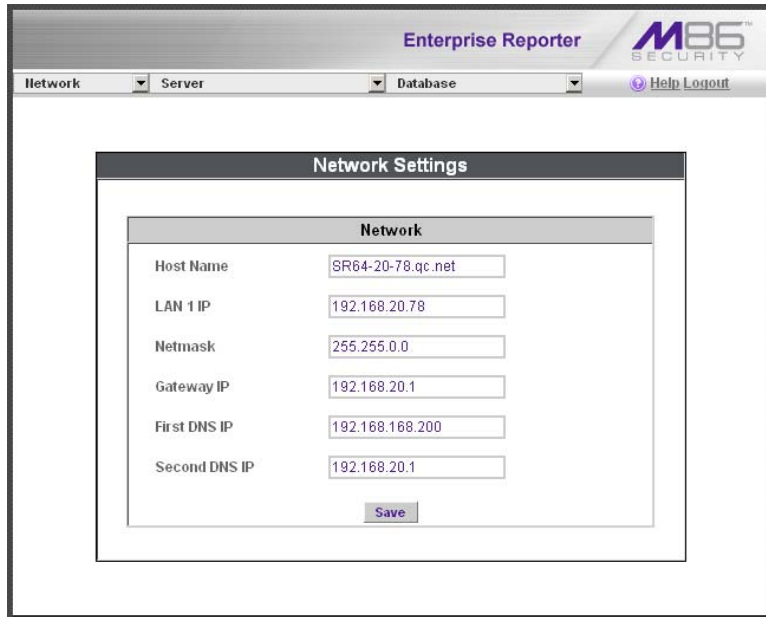 Enterprise Reporter
M86™
SECURITY
Network
Server
Database
Help Logout
Network Settings
Network
Host Name SR64-20-78.qc.net
LAN 1 IP 192.168.20.78
Netmask 255.255.0.0
Gateway IP 192.168.20.1
First DNS IP 192.168.168.200
Second DNS IP 192.168.20.1
Save